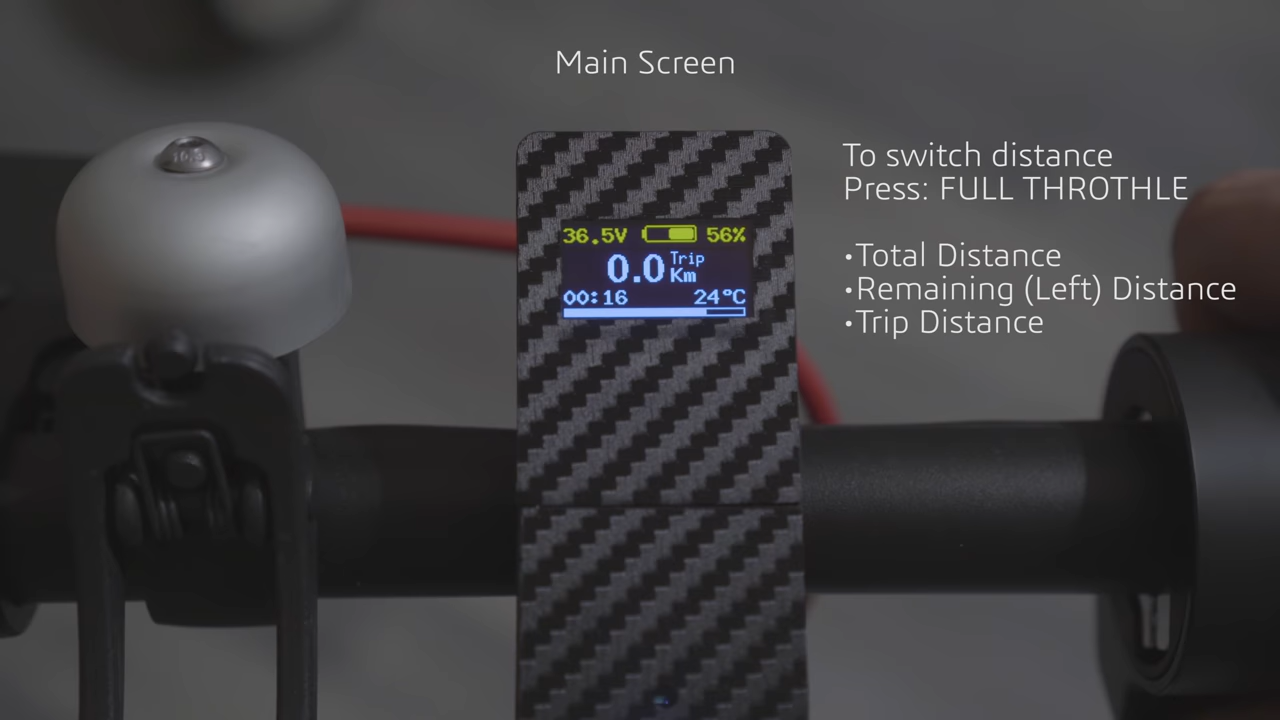 Main Screen
To switch distance
Press: FULL THROTHLE
•Total Distance
•Remaining (Left) Distance
•Trip Distance
36.5V 56%
0.0 Trip Km
00:16 24°C